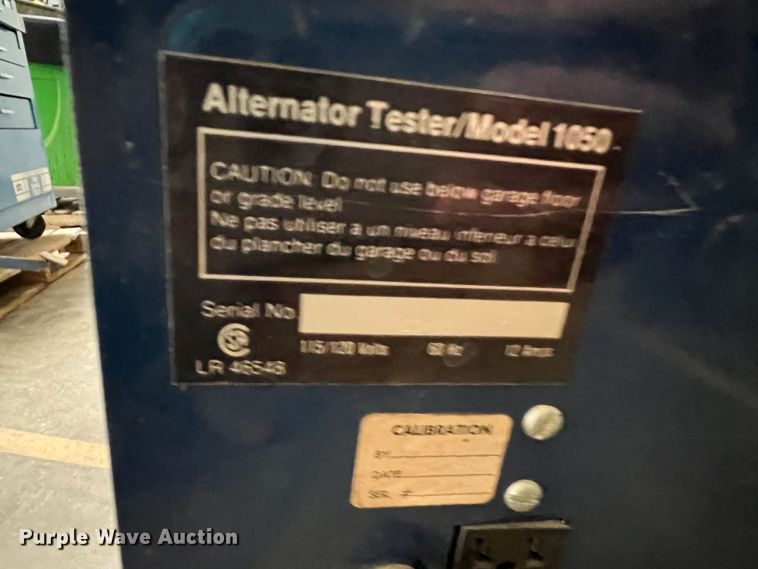 Alternator Tester/Model 1050
CAUTION: Do not use below garage floor
or grade level
Ne pas utiliser a un niveau inferieur a celui
du plancher du garage ou du sol
Serial No.
115/120 Volts 60 Hz 12 Amps
LR 46548
CALIBRATION
BY
DATE
SER. #
Purple Wave Auction